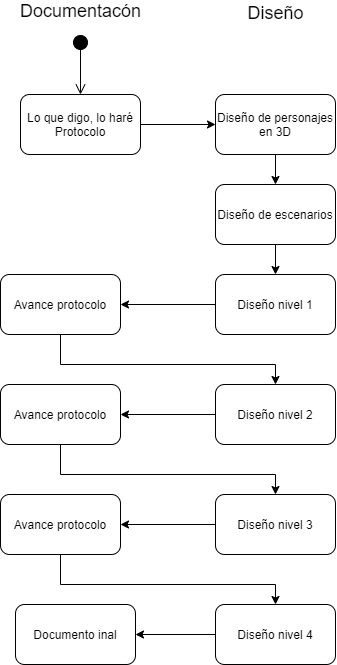 Documentacón
Diseño
Lo que digo, lo haré
Protocolo
Diseño de personajes
en 3D
Diseño de escenarios
Avance protocolo
Diseño nivel 1
Avance protocolo
Diseño nivel 2
Avance protocolo
Diseño nivel 3
Documento inal
Diseño nivel 4